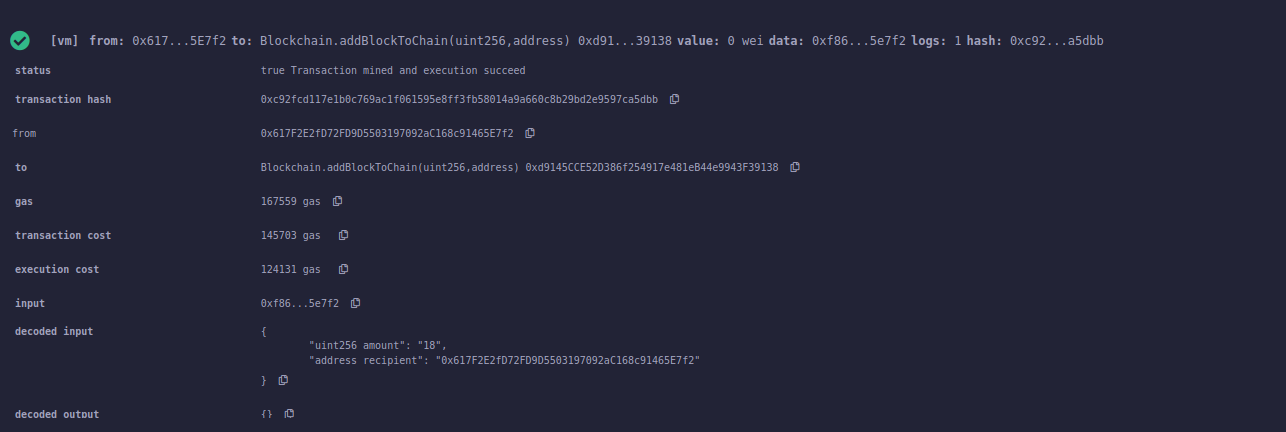 [vm] from: 0x617...5E7f2 to: Blockchain.addBlockToChain(uint256,address) 0xd91...39138 value: 0 wei data: 0xf86...5e7f2 logs: 1 hash: 0xc92...a5dbb
status true Transaction mined and execution succeed
transaction hash 0xc92fcd117e1b0c769ac1f061595e8ff3fb58014a9a660c8b29bd2e9597ca5dbb
from 0x617F2E2fD72FD9D5503197092aC168c91465E7f2
to Blockchain.addBlockToChain(uint256,address) 0xd9145CCE52D386f254917e481eB44e9943F39138
gas 167559 gas
transaction cost 145703 gas
execution cost 124131 gas
input 0xf86...5e7f2
decoded input {
"uint256 amount": "18",
"address recipient": "0x617F2E2fD72FD9D5503197092aC168c91465E7f2"
}
decoded output {}